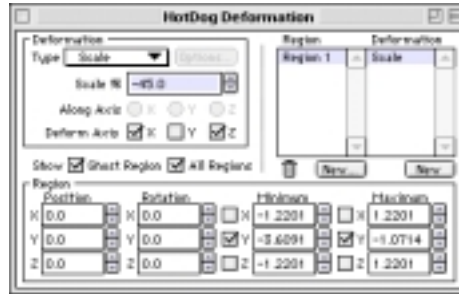 HotDog Deformation
Deformation
Type Scale Options...
Scale % -45.0
Along Axis X Y Z
Deform Axis X Y Z
Region Deformation
Region 1 Scale
Show Ghost Region All Regions
New... New
Region
Position Rotation Minimum Maximum
X 0.0 X 0.0 X -1.2201 X 1.2201
Y 0.0 Y 0.0 Y -3.6091 Y -1.0714
Z 0.0 Z 0.0 Z -1.2201 Z 1.2201